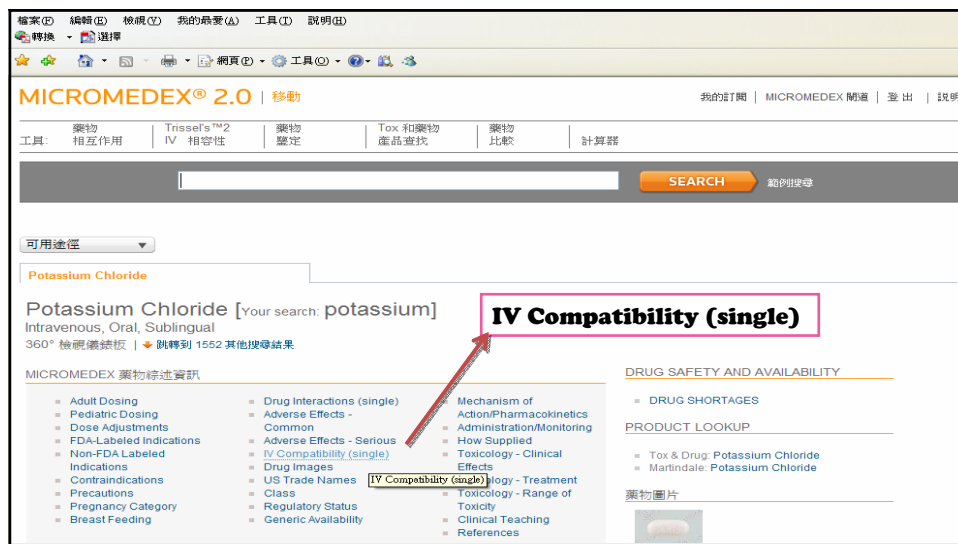 檔案(F) 編輯(E) 檢視(V) 我的最愛(A) 工具(T) 說明(H)
轉換 選擇
網頁(P) 工具(O)
MICROMEDEX® 2.0 | 移動
我的訂閱 | MICROMEDEX 閘道 | 登出 | 說明
工具: 藥物 相互作用 | Trissel's™2 IV 相容性 | 藥物 鑒定 | Tox 和藥物 產品查找 | 藥物 比較 | 計算器
SEARCH 範例搜尋
可用途徑
Potassium Chloride
Potassium Chloride [Your search: potassium]
IV Compatibility (single)
Intravenous, Oral, Sublingual
360° 檢視儀錶板 | 跳轉到 1552 其他搜尋結果
MICROMEDEX 藥物綜述資訊
Adult Dosing
Pediatric Dosing
Dose Adjustments
FDA-Labeled Indications
Non-FDA Labeled
Indications
Contraindications
Precautions
Pregnancy Category
Breast Feeding
Drug Interactions (single)
Adverse Effects -
Common
Adverse Effects - Serious
IV Compatibility (single)
Drug Images
US Trade Names
Class
Regulatory Status
Generic Availability
IV Compatibility (single)
Mechanism of
Action/Pharmacokinetics
Administration/Monitoring
How Supplied
Toxicology - Clinical
Effects
ology - Treatment
Toxicology - Range of
Toxicity
Clinical Teaching
References
DRUG SAFETY AND AVAILABILITY
DRUG SHORTAGES
PRODUCT LOOKUP
Tox & Drug: Potassium Chloride
Martindale: Potassium Chloride
藥物圖片